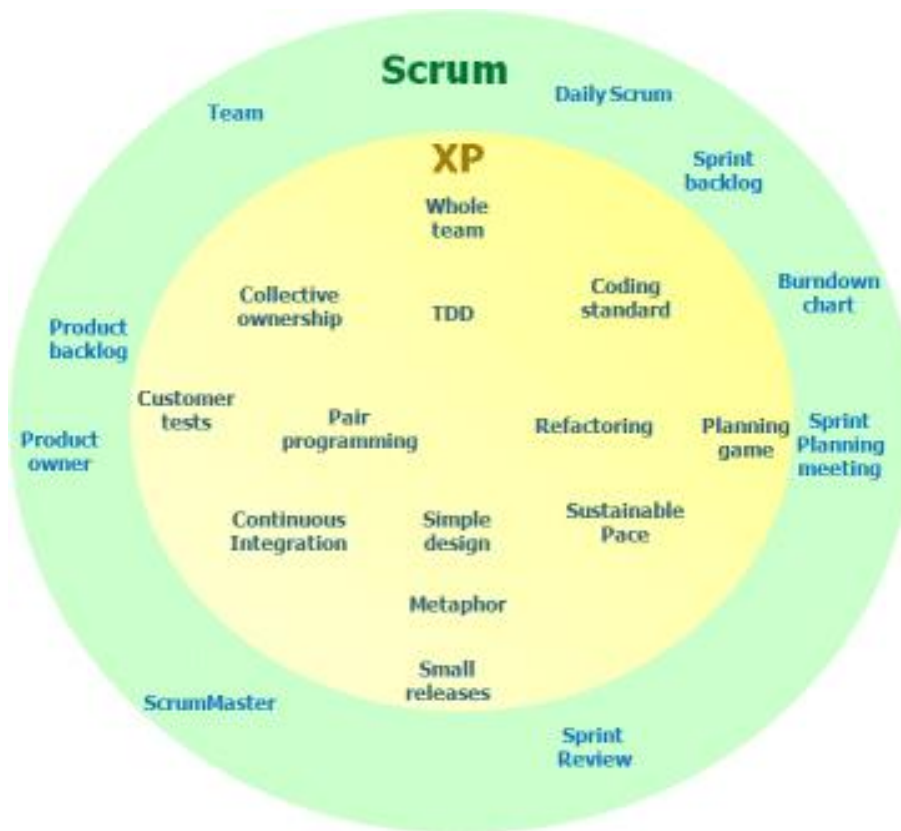 Scrum
Daily Scrum
Team
XP
Sprint
backlog
Whole
team
Burndown
chart
Collective
ownership
TDD
Coding
standard
Product
backlog
Customer
tests
Pair
programming
Refactoring
Planning
game
Sprint
Planning
meeting
Product
owner
Continuous
Integration
Simple
design
Sustainable
Pace
Metaphor
Small
releases
ScrumMaster
Sprint
Review